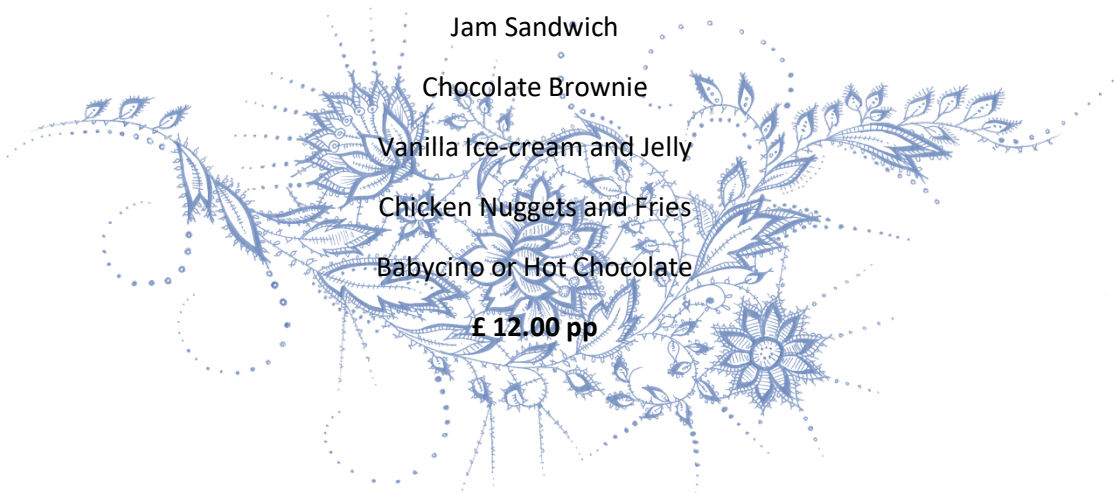 Jam Sandwich
Chocolate Brownie
Vanilla Ice-cream and Jelly
Chicken Nuggets and Fries
Babycino or Hot Chocolate
£ 12.00 pp